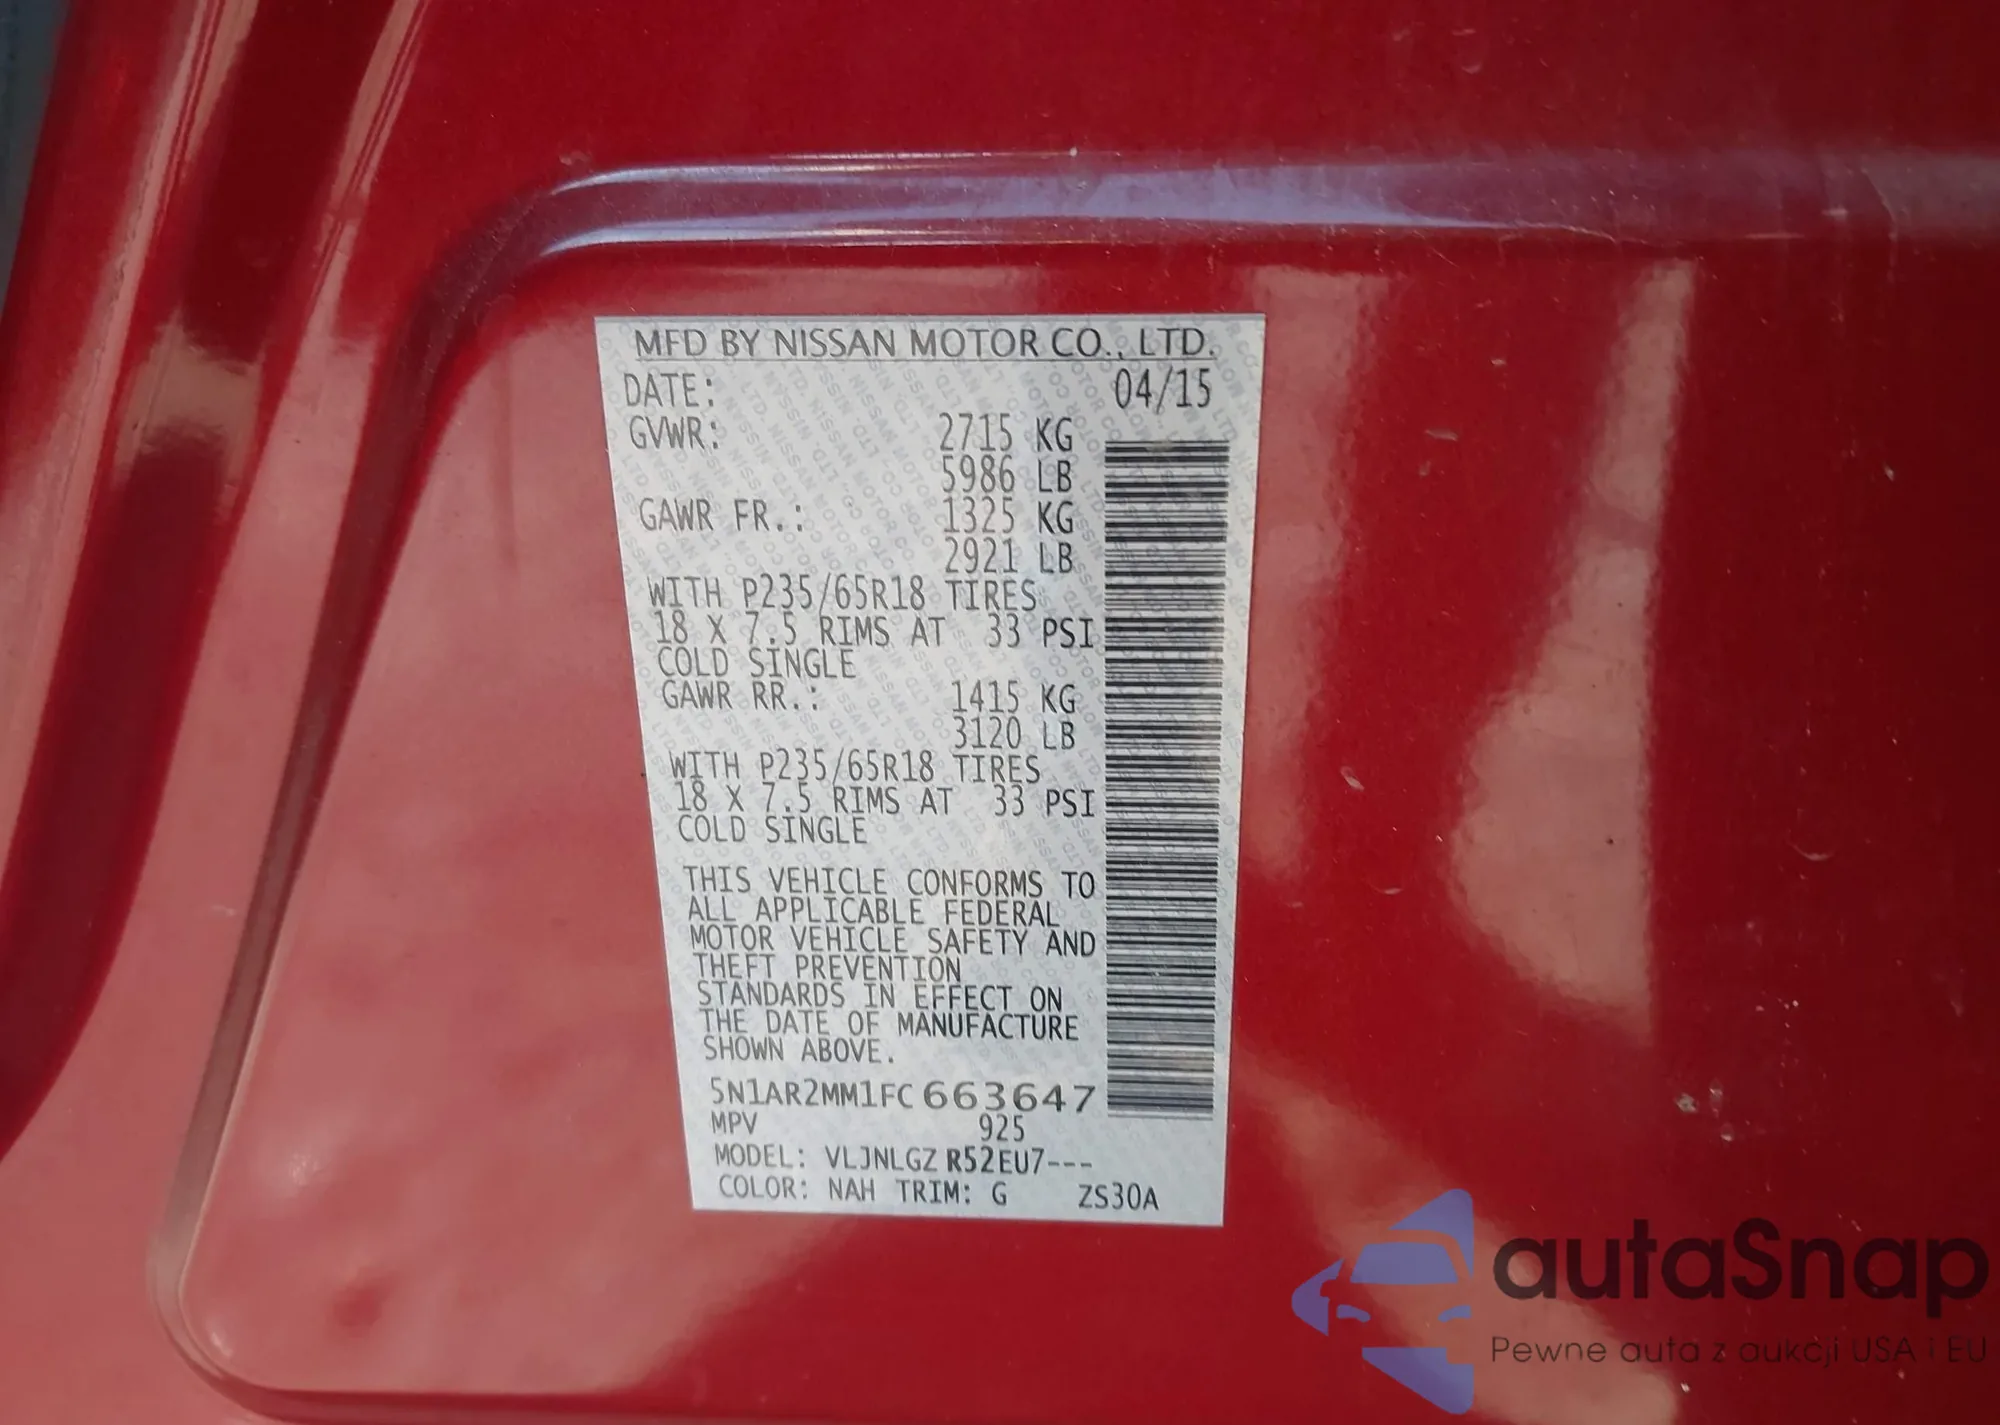 MFD BY NISSAN MOTOR CO., LTD.
DATE: 04/15
GVWR: 2715 KG
5986 LB
GAWR FR.: 1325 KG
2921 LB
WITH P235/65R18 TIRES
18 X 7.5 RIMS AT 33 PSI
COLD SINGLE
GAWR RR.: 1415 KG
3120 LB
WITH P235/65R18 TIRES
18 X 7.5 RIMS AT 33 PSI
COLD SINGLE
THIS VEHICLE CONFORMS TO
ALL APPLICABLE FEDERAL
MOTOR VEHICLE SAFETY AND
THEFT PREVENTION
STANDARDS IN EFFECT ON
THE DATE OF MANUFACTURE
SHOWN ABOVE.
5N1AR2MM1FC663647
MPV 925
MODEL: VLJNLGZ R52EU7---
COLOR: NAH TRIM: G ZS30A
autaSnap
Pewne auta z aukcji USA i EU